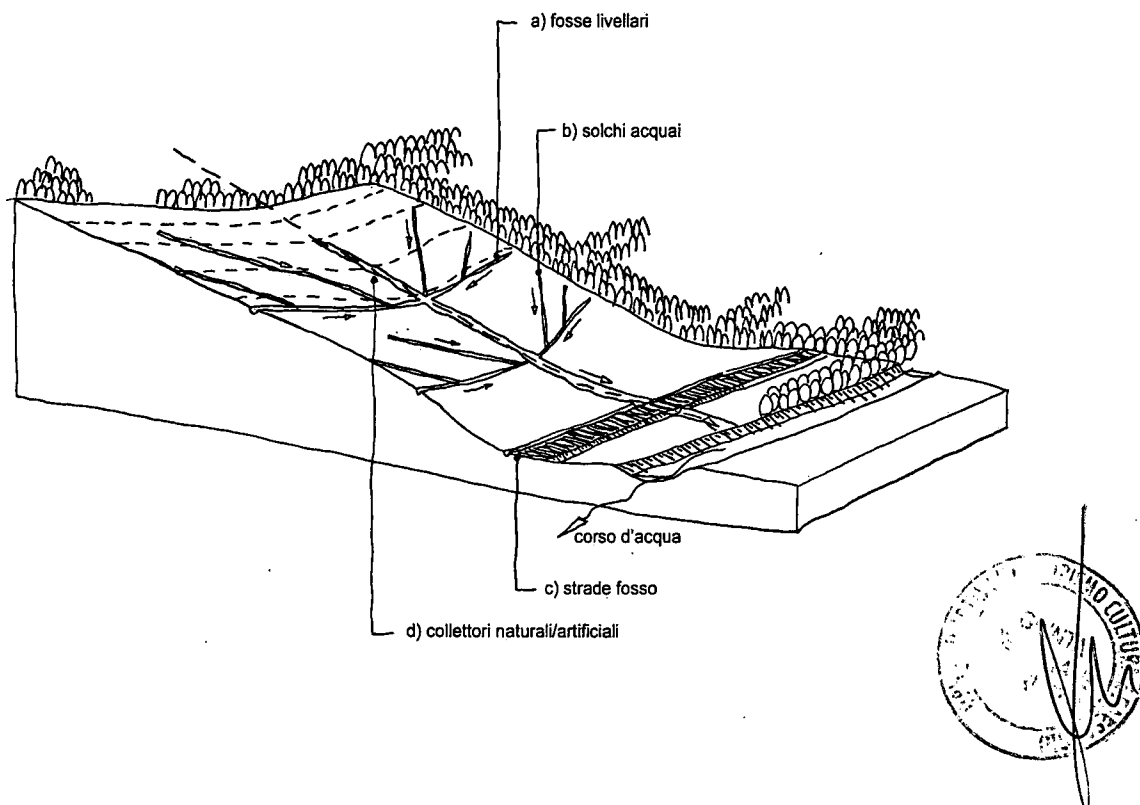 a) fosse livellari
b) solchi acquai
corso d'acqua
c) strade fosso
d) collettori naturali/artificiali